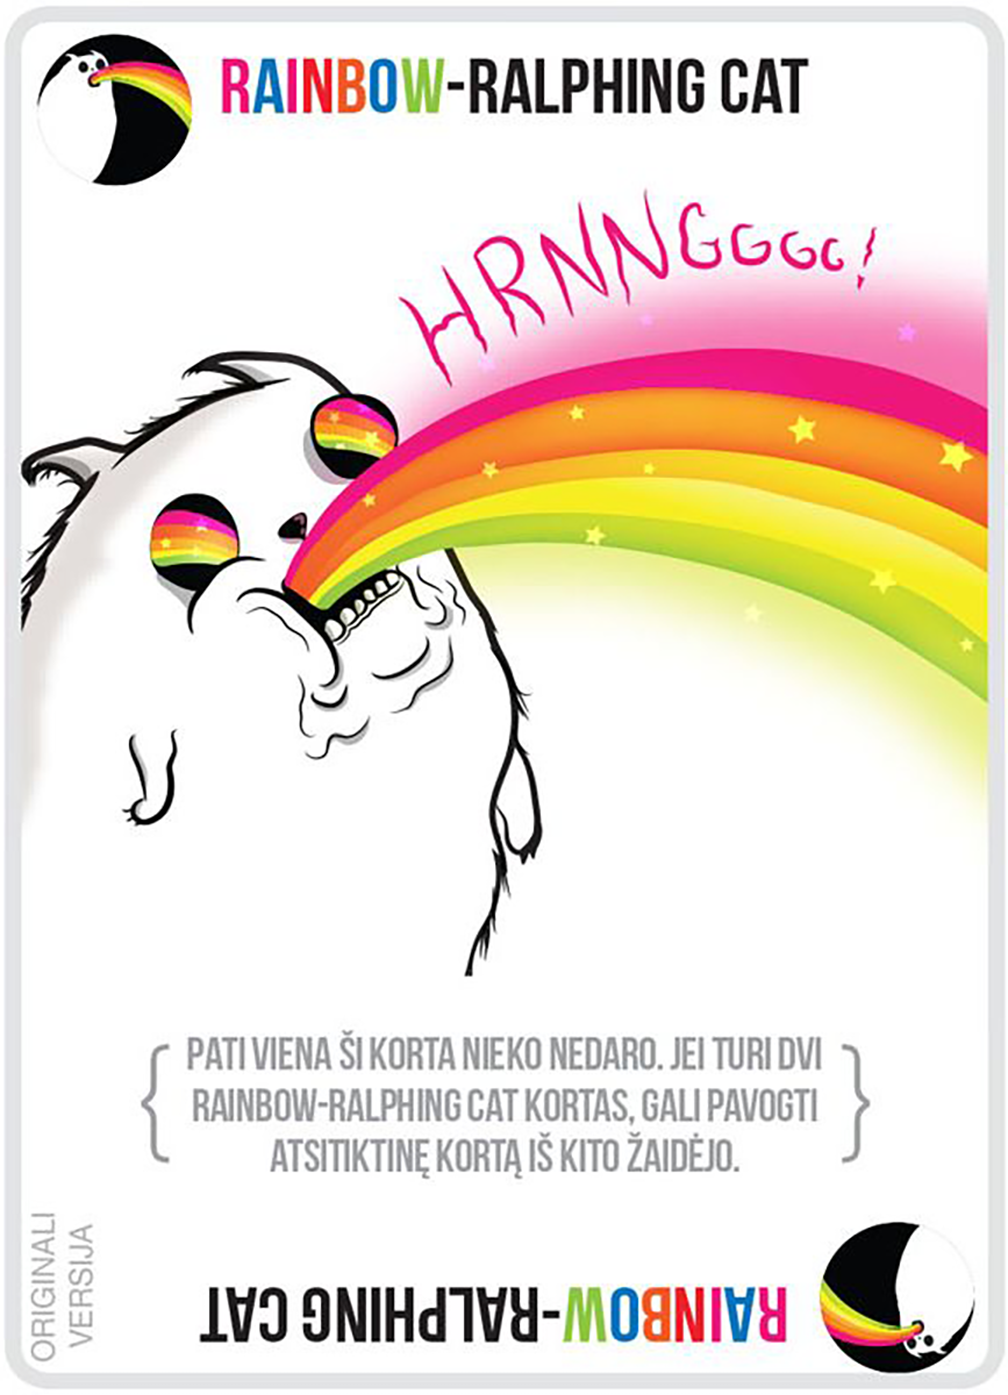 RAINBOW-RALPHING CAT
HRNNGGGG!
PATI VIENA ŠI KORTA NIEKO NEDARO. JEI TURI DVI
RAINBOW-RALPHING CAT KORTAS, GALI PAVOGTI
ATSITIKTINĘ KORTĄ IŠ KITO ŽAIDĖJO.
ORIGINALI
VERSIJA
RAINBOW-RALPHING CAT